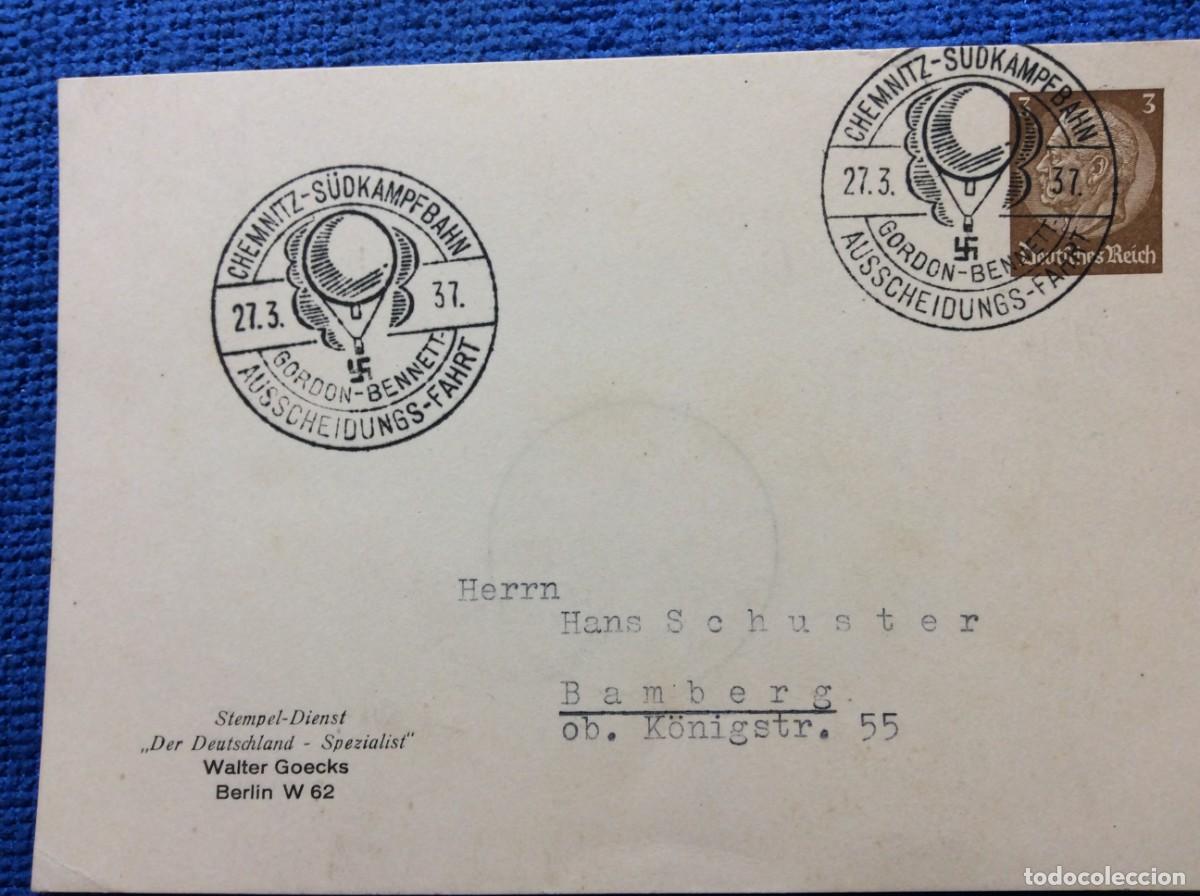 CHEMNITZ-SÜDKAMPFBAHN
27.3. 37.
GORDON-BENNETT-
AUSSCHEIDUNGS-FAHRT
CHEMNITZ-SÜDKAMPFBAHN
27.3. 37.
GORDON-BENNETT-
AUSSCHEIDUNGS-FAHRT
3 3
Deutsches Reich
Herrn
Hans Schuster
Bamberg
ob. Königstr. 55
Stempel-Dienst
„Der Deutschland - Spezialist"
Walter Goecks
Berlin W 62
todocoleccion